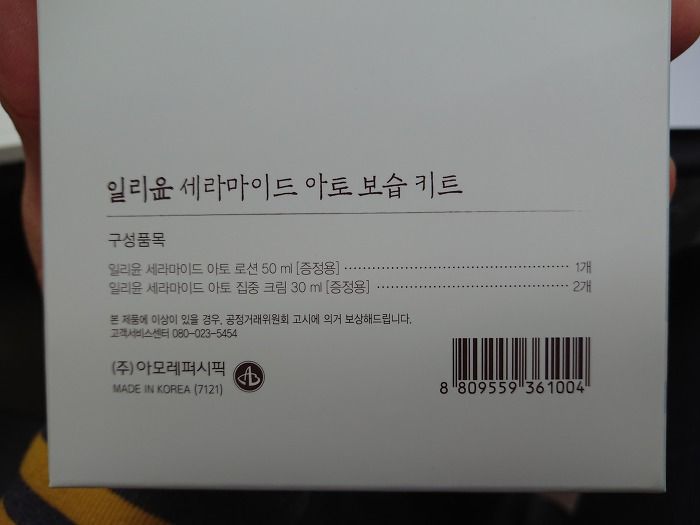 일리윤 세라마이드 아토 보습 키트
구성품목
일리윤 세라마이드 아토 로션 50 ml [증정용] 1개
일리윤 세라마이드 아토 집중 크림 30 ml [증정용] 2개
본 제품에 이상이 있을 경우, 공정거래위원회 고시에 의거 보상해드립니다.
고객서비스센터 080-023-5454
(주)아모레퍼시픽
MADE IN KOREA (7121)
8 809559 361004